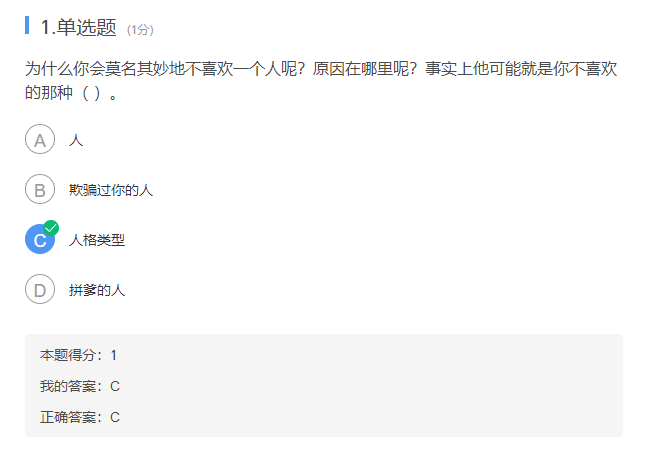 1.单选题 (1分)
为什么你会莫名其妙地不喜欢一个人呢？原因在哪里呢？事实上他可能就是你不喜欢
的那种（ ）。
A 人
B 欺骗过你的人
C 人格类型
D 拼爹的人
本题得分：1
我的答案：C
正确答案：C